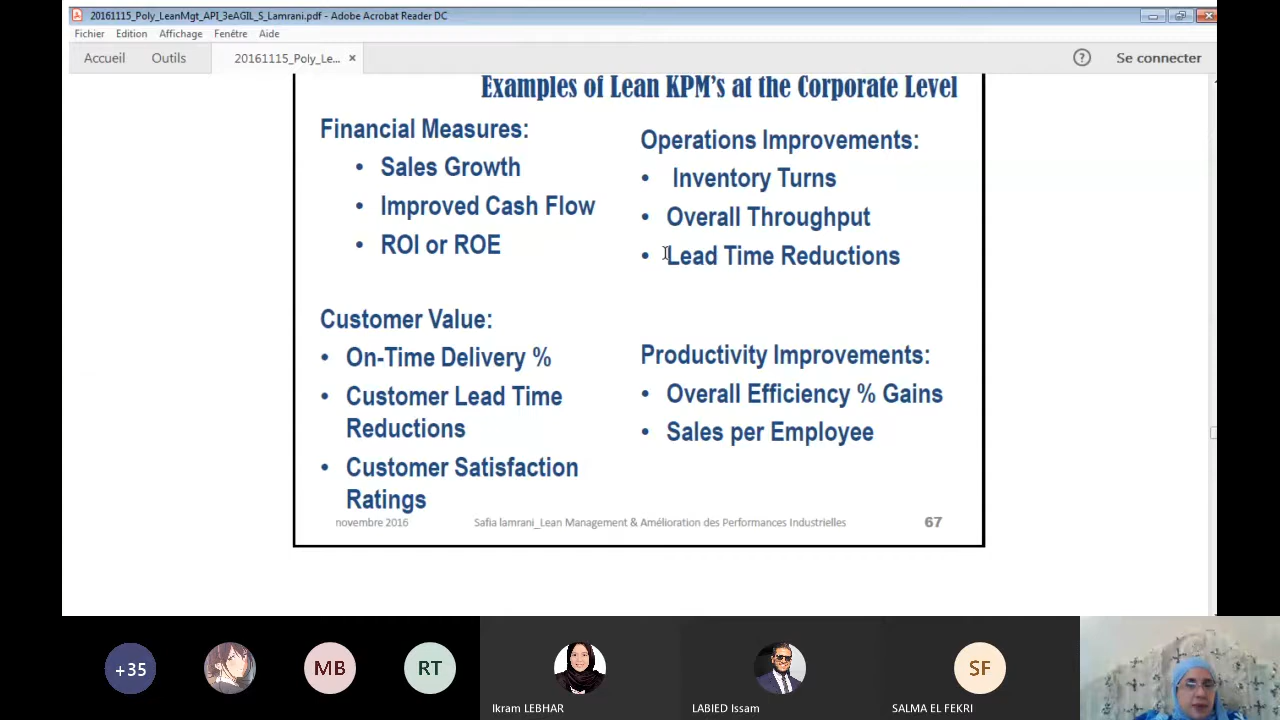 20161115_Poly_LeanMgt_API_3eAGIL_S_Lamrani.pdf - Adobe Acrobat Reader DC
Fichier Edition Affichage Fenêtre Aide
Accueil Outils 20161115_Poly_Le... × ? Se connecter
Examples of Lean KPM's at the Corporate Level
Financial Measures:
• Sales Growth
• Improved Cash Flow
• ROI or ROE
Operations Improvements:
• Inventory Turns
• Overall Throughput
• Lead Time Reductions
Customer Value:
• On-Time Delivery %
• Customer Lead Time
Reductions
• Customer Satisfaction
Ratings
Productivity Improvements:
• Overall Efficiency % Gains
• Sales per Employee
novembre 2016 Safia lamrani_Lean Management & Amélioration des Performances Industrielles 67
+35 MB RT SF
Ikram LEBHAR LABIED Issam SALMA EL FEKRI